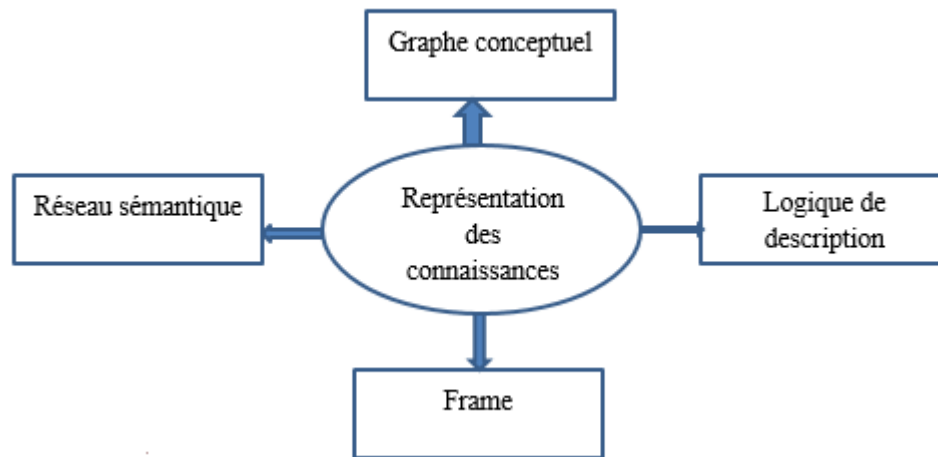 Graphe conceptuel
Réseau sémantique
Représentation
des
connaissances
Logique de
description
Frame